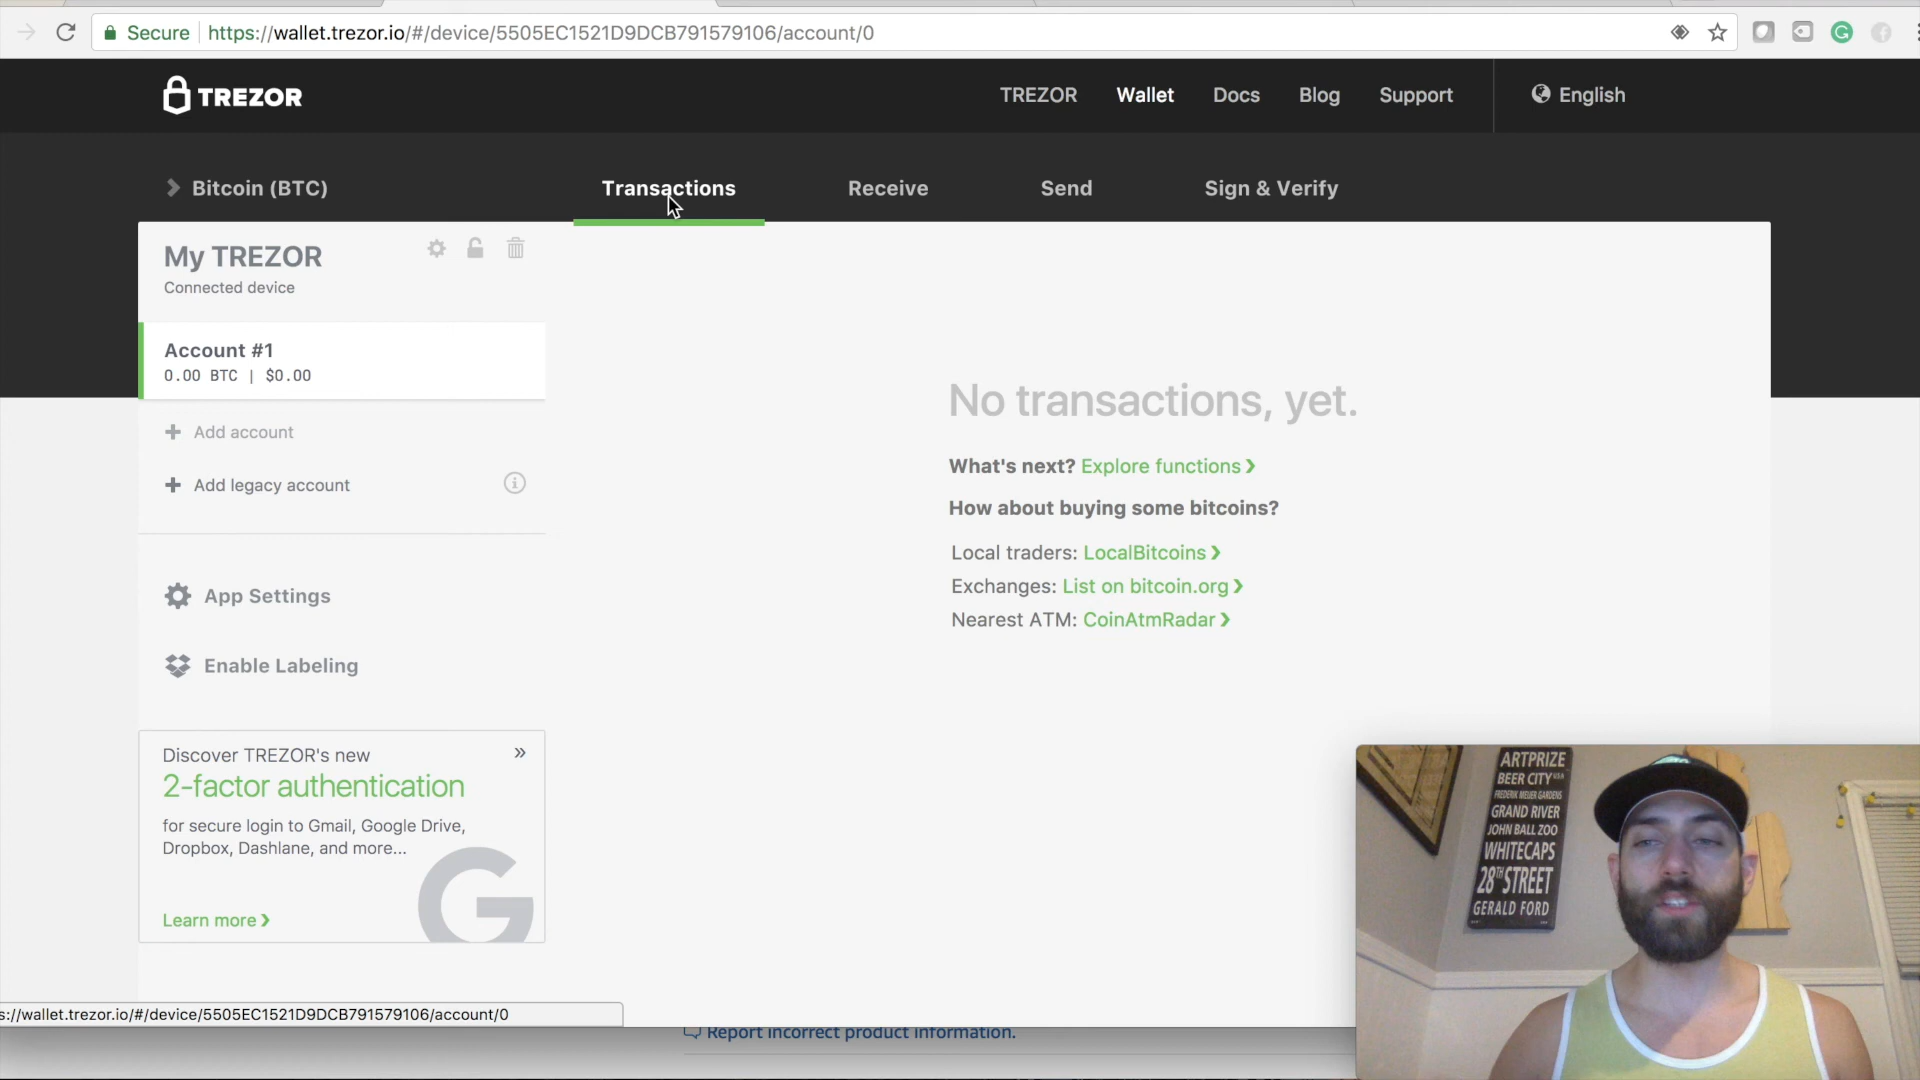 Secure
https://wallet.trezor.io/#/device/5505EC1521D9DCB791579106/account/0
TREZOR
TREZOR
Wallet
Docs
Blog
Support
English
Bitcoin (BTC)
Transactions
Receive
Send
Sign & Verify
My TREZOR
Connected device
Account #1
0.00 BTC | $0.00
Add account
Add legacy account
App Settings
Enable Labeling
Discover TREZOR's new
2-factor authentication
for secure login to Gmail, Google Drive,
Dropbox, Dashlane, and more...
Learn more
G
No transactions, yet.
What's next? Explore functions
How about buying some bitcoins?
Local traders: LocalBitcoins
Exchanges: List on bitcoin.org
Nearest ATM: CoinAtmRadar
s://wallet.trezor.io/#/device/5505EC1521D9DCB791579106/account/0
Report incorrect product information.
ARTPRIZE
BEER CITY USA
FREDERIK MEIJER GARDENS
GRAND RIVER
JOHN BALL ZOO
WHITECAPS
28TH STREET
GERALD FORD